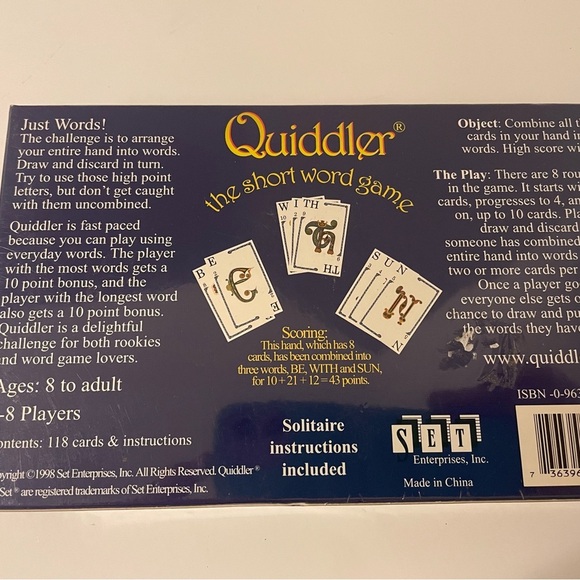 Just Words!
The challenge is to arrange
your entire hand into words.
Draw and discard in turn.
Try to use those high point
letters, but don't get caught
with them uncombined.
Quiddler is fast paced
because you can play using
everyday words. The player
with the most words gets a
10 point bonus, and the
player with the longest word
also gets a 10 point bonus.
Quiddler is a delightful
challenge for both rookies
and word game lovers.
Ages: 8 to adult
-8 Players
ontents: 118 cards & instructions
pyright ©1998 Set Enterprises, Inc. All Rights Reserved. Quiddler®
Set® are registered trademarks of Set Enterprises, Inc.
Quiddler®
the short word game
BE
E
WITH
TH
TH
SUN
N
N
Scoring:
This hand, which has 8
cards, has been combined into
three words, BE, WITH and SUN,
for 10 + 21 + 12 = 43 points.
Solitaire
instructions
included
SET
Enterprises, Inc.
Made in China
Object: Combine all th
cards in your hand in
words. High score wi
The Play: There are 8 rou
in the game. It starts wi
cards, progresses to 4, an
on, up to 10 cards. Pl
draw and discard
someone has combined
entire hand into words
two or more cards per
Once a player go
everyone else gets o
chance to draw and pu
the words they have
www.quiddl
ISBN -0-963
7 36396